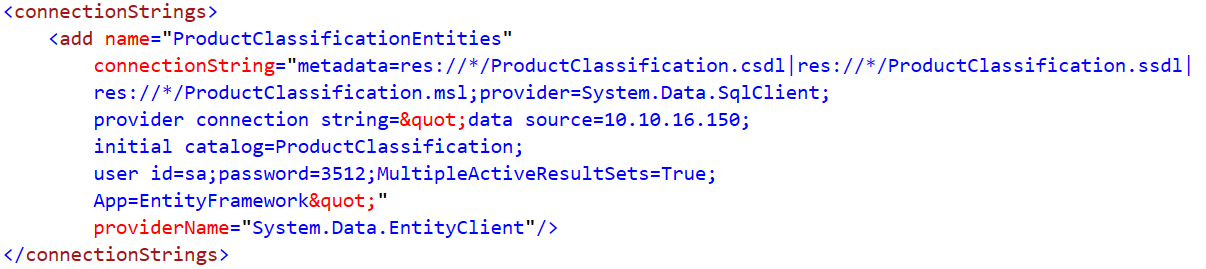 <connectionStrings>
<add name="ProductClassificationEntities"
connectionString="metadata=res://*/ProductClassification.csdl|res://*/ProductClassification.ssdl|
res://*/ProductClassification.msl;provider=System.Data.SqlClient;
provider connection string=&quot;data source=10.10.16.150;
initial catalog=ProductClassification;
user id=sa;password=3512;MultipleActiveResultSets=True;
App=EntityFramework&quot;"
providerName="System.Data.EntityClient"/>
</connectionStrings>